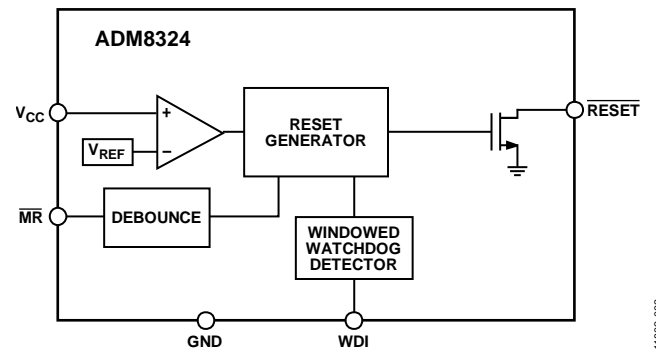 ADM8324
VCC
+
RESET
GENERATOR
RESET
VREF
−
MR
DEBOUNCE
WINDOWED
WATCHDOG
DETECTOR
GND
WDI